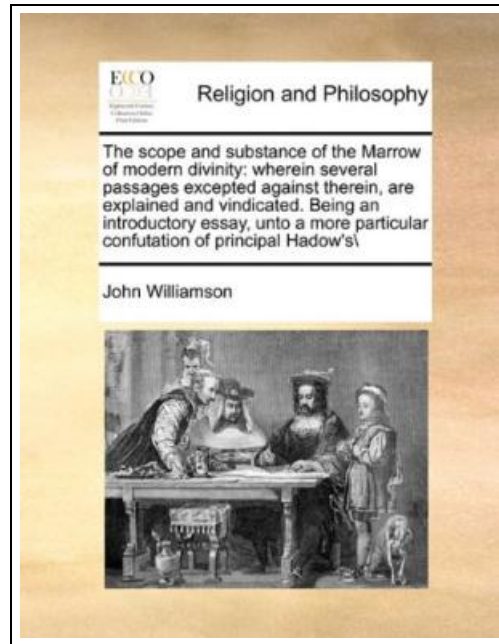 ECCO
Religion and Philosophy
The scope and substance of the Marrow
of modern divinity: wherein several
passages excepted against therein, are
explained and vindicated. Being an
introductory essay, unto a more particular
confutation of principal Hadow's\
John Williamson